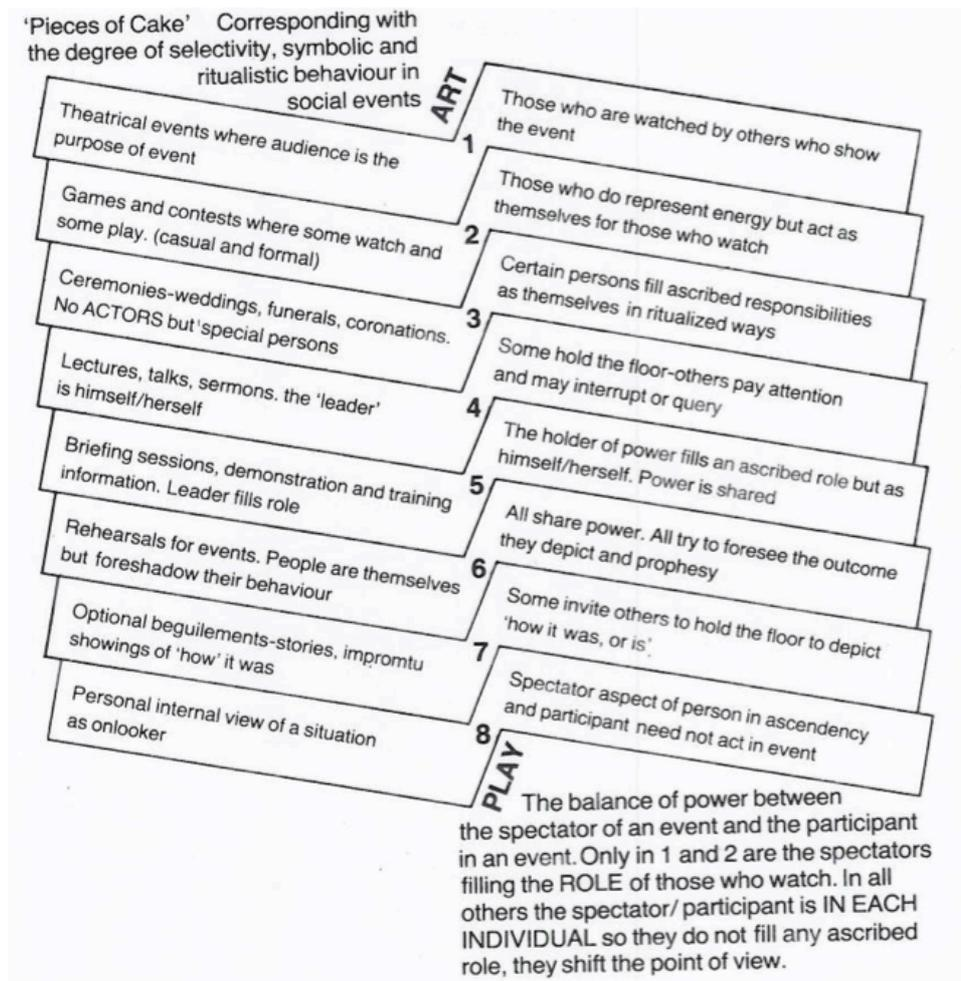 'Pieces of Cake' Corresponding with
the degree of selectivity, symbolic and
ritualistic behaviour in
social events
ART
Theatrical events where audience is the
purpose of event
1
Those who are watched by others who show
the event
Games and contests where some watch and
some play. (casual and formal)
2
Those who do represent energy but act as
themselves for those who watch
Ceremonies-weddings, funerals, coronations.
No ACTORS but special persons
3
Certain persons fill ascribed responsibilities
as themselves in ritualized ways
Lectures, talks, sermons. the 'leader'
is himself/herself
4
Some hold the floor-others pay attention
and may interrupt or query
Briefing sessions, demonstration and training
information. Leader fills role
5
The holder of power fills an ascribed role but as
himself/herself. Power is shared
Rehearsals for events. People are themselves
but foreshadow their behaviour
6
All share power. All try to foresee the outcome
they depict and prophesy
Optional beguilements-stories, impromtu
showings of 'how' it was
7
Some invite others to hold the floor to depict
'how it was, or is'.
Personal internal view of a situation
as onlooker
8
Spectator aspect of person in ascendency
and participant need not act in event
PLAY
The balance of power between
the spectator of an event and the participant
in an event. Only in 1 and 2 are the spectators
filling the ROLE of those who watch. In all
others the spectator/participant is IN EACH
INDIVIDUAL so they do not fill any ascribed
role, they shift the point of view.